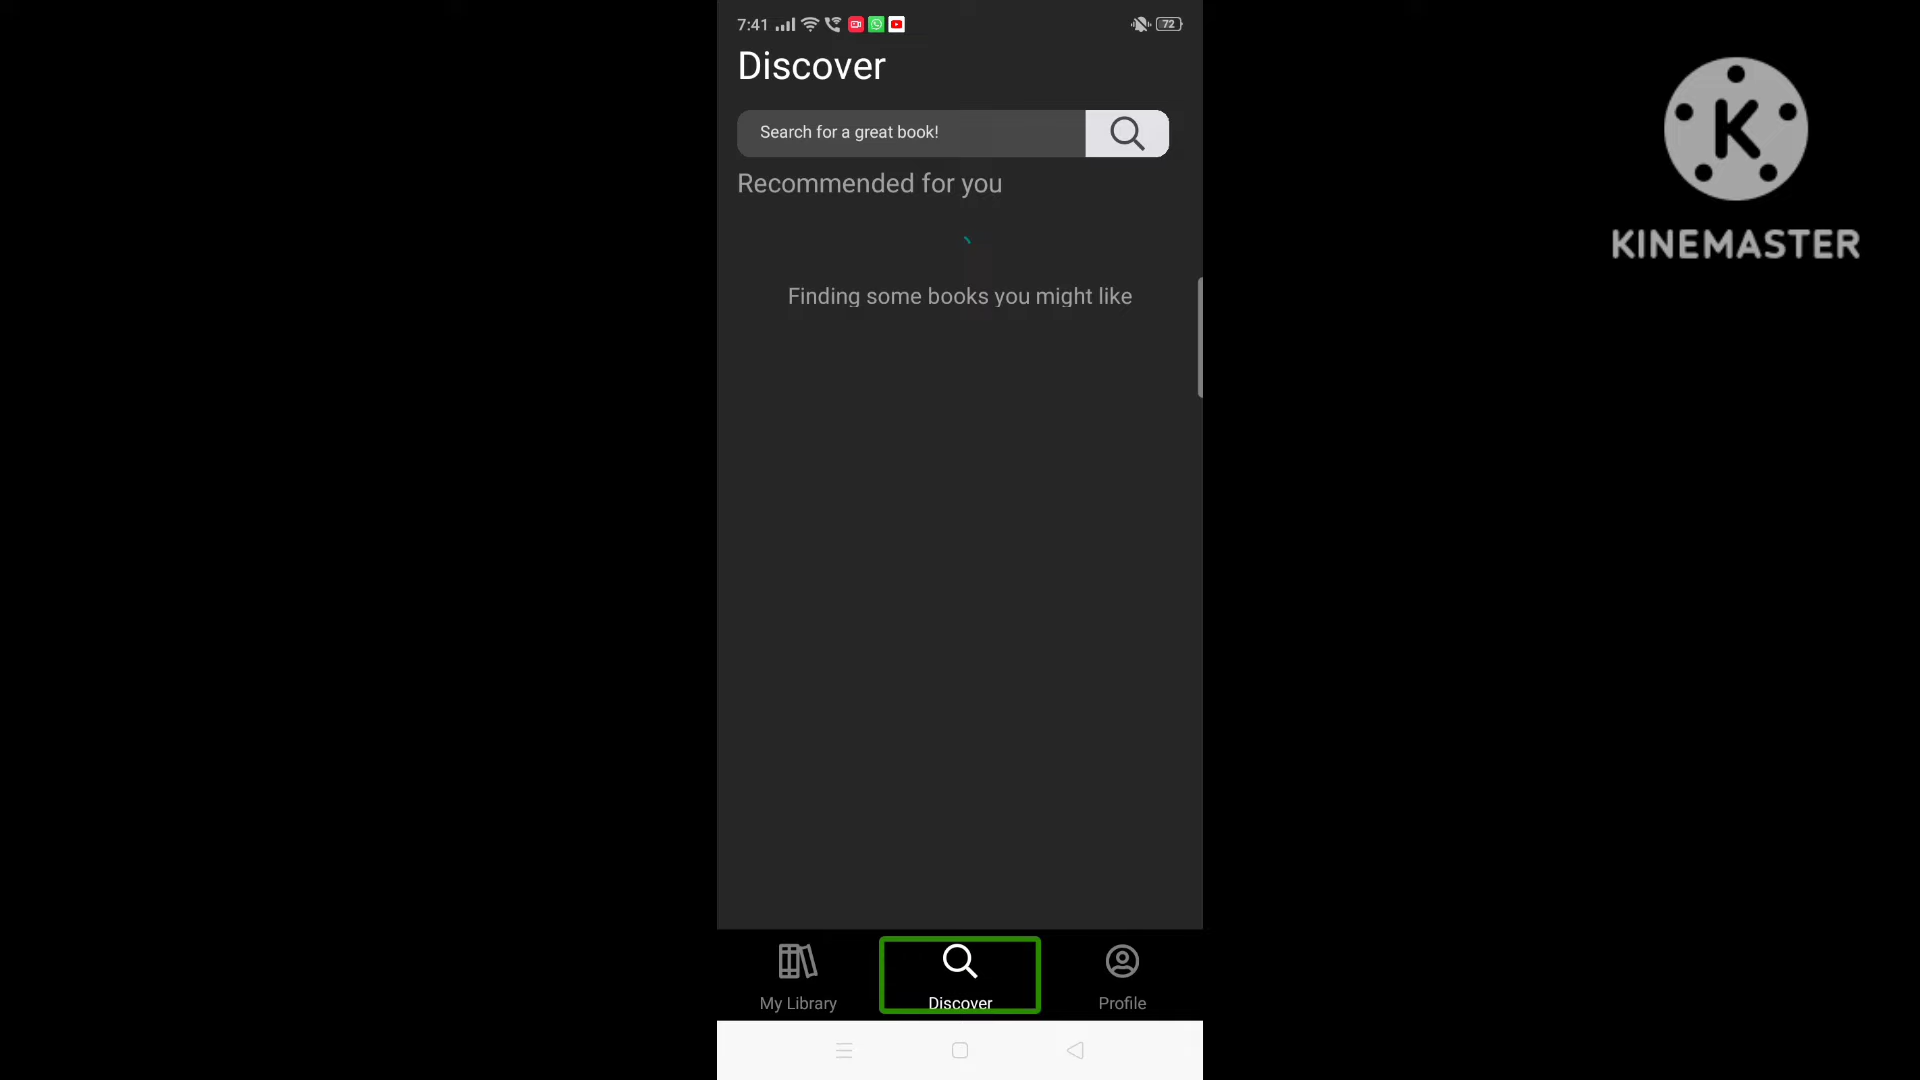 7:41
72
Discover
Search for a great book!
Recommended for you
Finding some books you might like
My Library
Discover
Profile
K
KINEMASTER